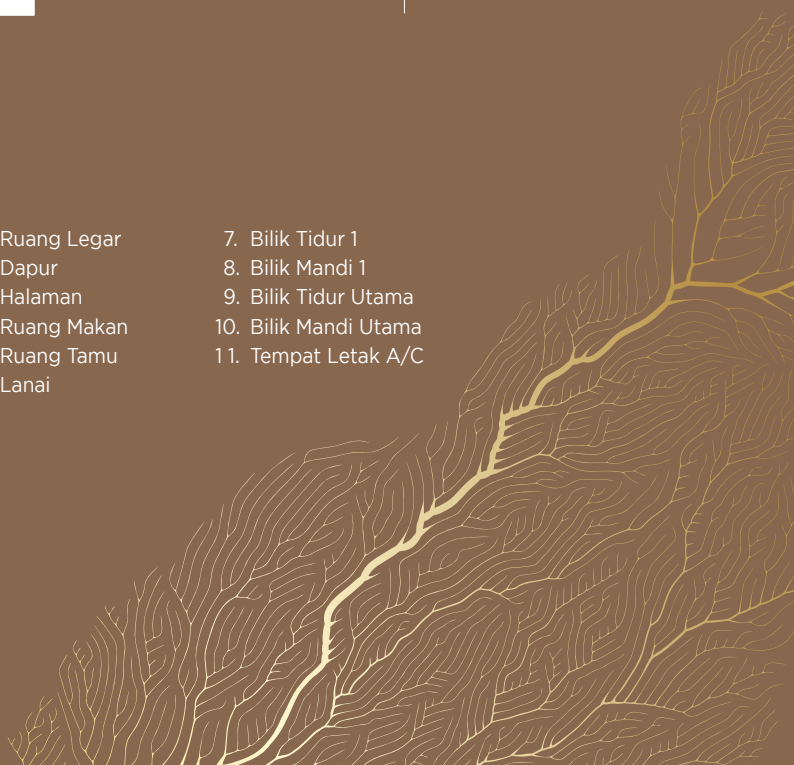 Ruang Legar
Dapur
Halaman
Ruang Makan
Ruang Tamu
Lanai
7. Bilik Tidur 1
8. Bilik Mandi 1
9. Bilik Tidur Utama
10. Bilik Mandi Utama
11. Tempat Letak A/C